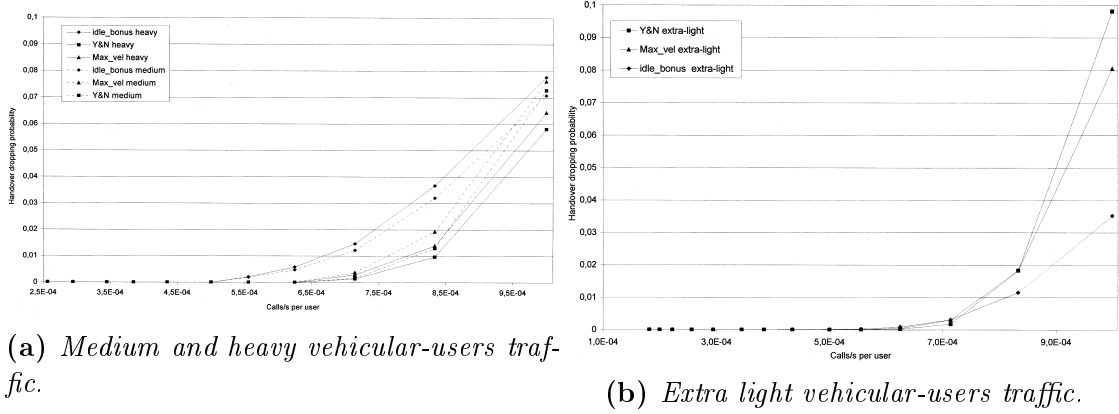 0,1
0,09
0,08
0,07
0,06
0,05
0,04
0,03
0,02
0,01
0
Handover dropping probability
idle_bonus heavy
Y&N heavy
Max_vel heavy
idle_bonus medium
Max_vel medium
Y&N medium
2,5E-04 3,5E-04 4,5E-04 5,5E-04 6,5E-04 7,5E-04 8,5E-04 9,5E-04
Calls/s per user
(a) Medium and heavy vehicular-users traf-
fic.
0,1
0,09
0,08
0,07
0,06
0,05
0,04
0,03
0,02
0,01
0
Handover dropping probability
Y&N extra-light
Max_vel extra-light
idle_bonus extra-light
1,0E-04 3,0E-04 5,0E-04 7,0E-04 9,0E-04
Calls/s per user
(b) Extra light vehicular-users traffic.